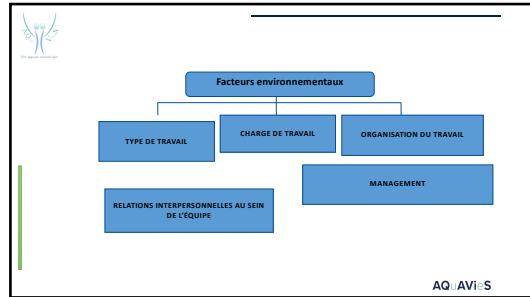 Facteurs environnementaux
TYPE DE TRAVAIL
CHARGE DE TRAVAIL
ORGANISATION DU TRAVAIL
MANAGEMENT
RELATIONS INTERPERSONNELLES AU SEIN
DE L'ÉQUIPE
AQuAVieS